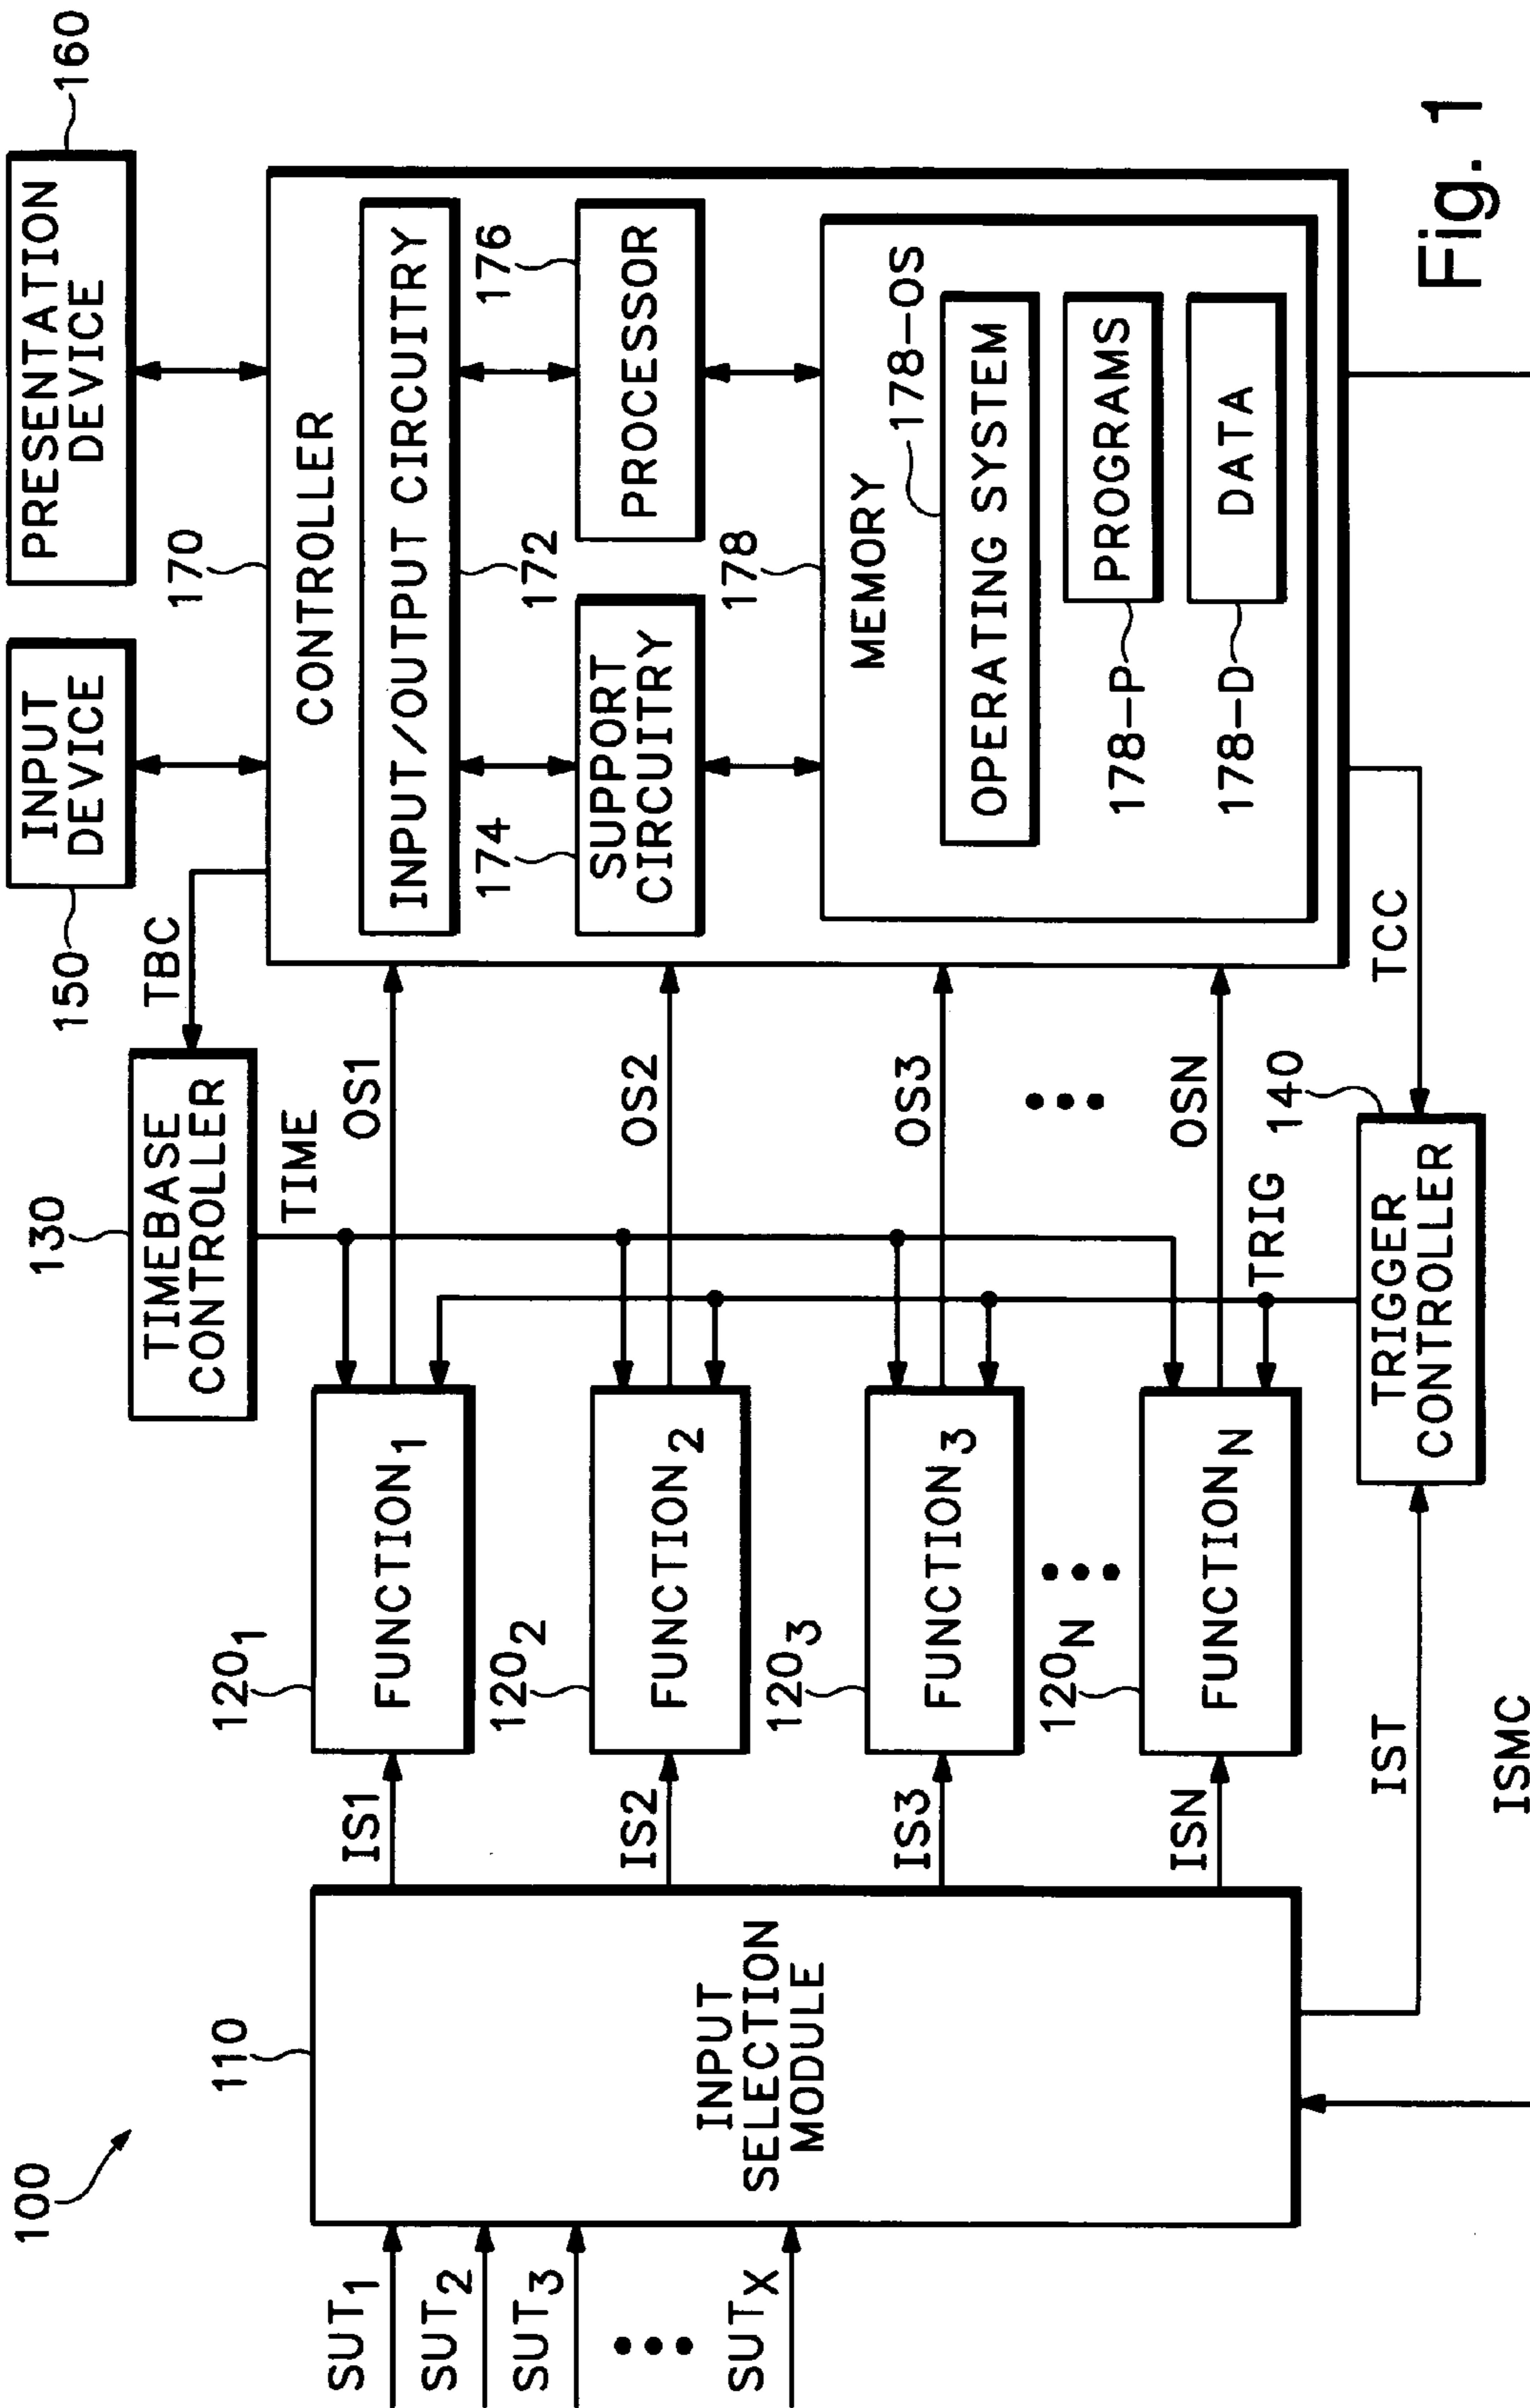 100
SUT1
SUT2
SUT3
SUTX
110
INPUT
SELECTION
MODULE
IS1
IS2
IS3
ISN
IST
ISMC
1201
FUNCTION1
1202
FUNCTION2
1203
FUNCTION3
120N
FUNCTIONN
130
TIMEBASE
CONTROLLER
TBC
TIME
OS1
OS2
OS3
OSN
TRIG
140
TRIGGER
CONTROLLER
TCC
150
INPUT
DEVICE
PRESENTATION
DEVICE
160
170
CONTROLLER
INPUT/OUTPUT CIRCUITRY
172
174
SUPPORT
CIRCUITRY
176
PROCESSOR
178
MEMORY
178-OS
OPERATING SYSTEM
PROGRAMS
178-P
DATA
178-D
Fig. 1